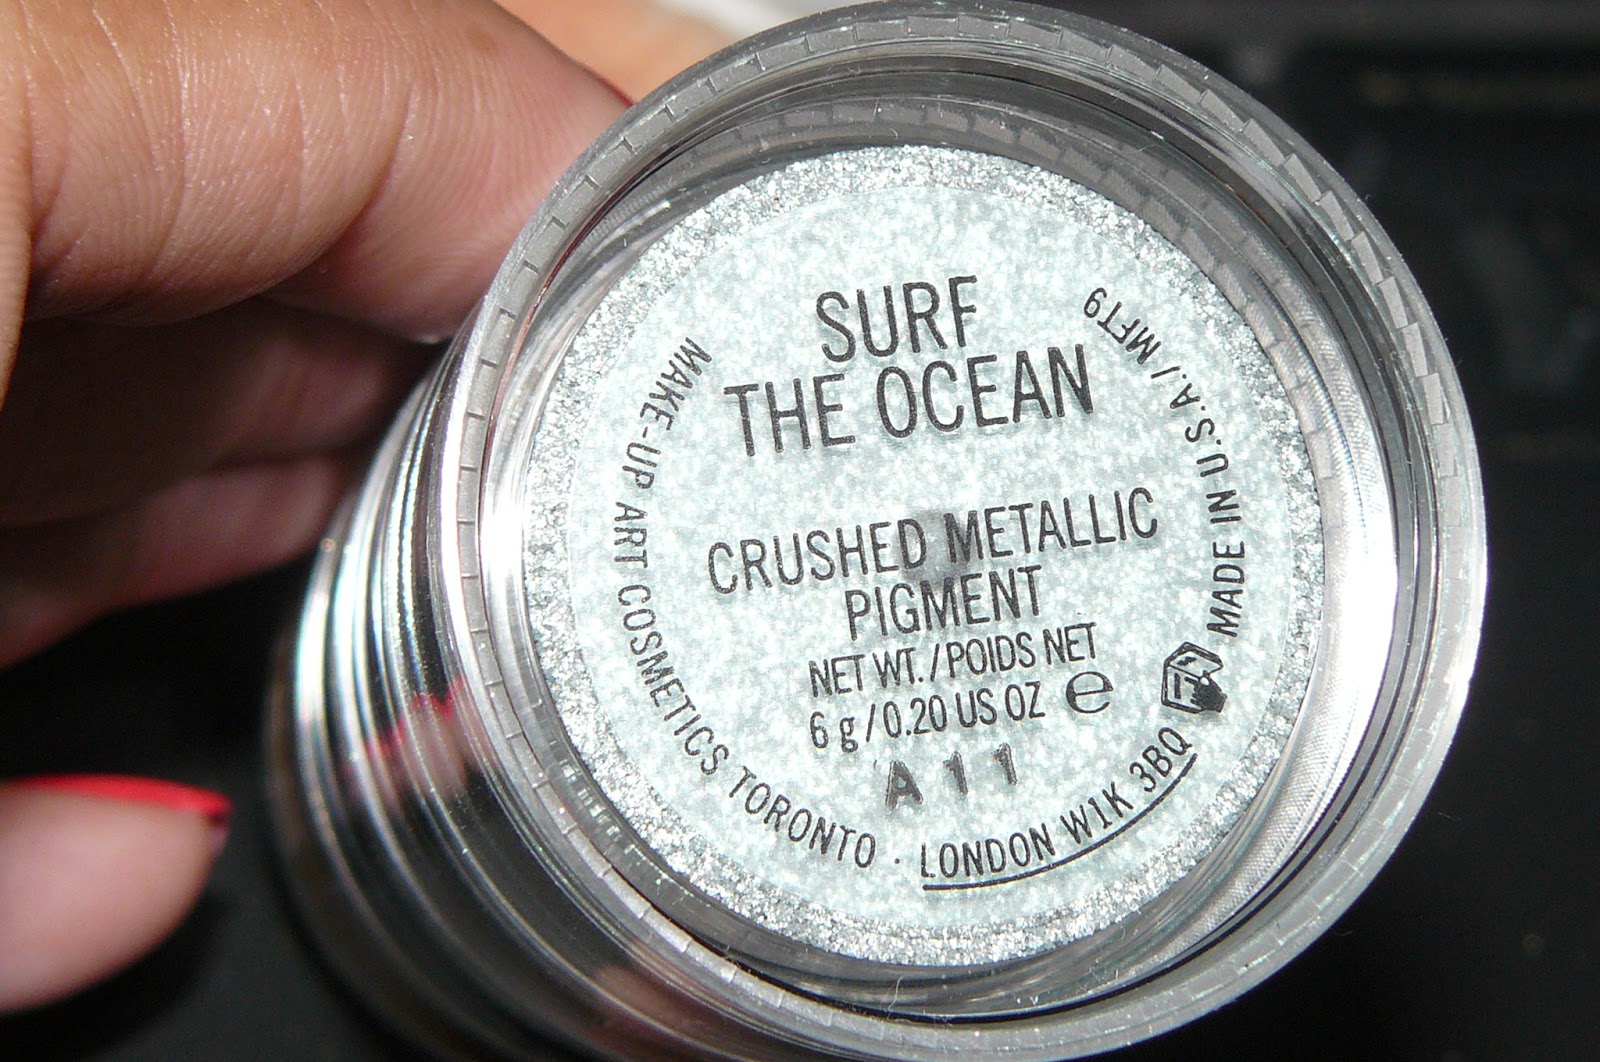 SURF
THE OCEAN
CRUSHED METALLIC
PIGMENT
NET WT./POIDS NET
6 g/0.20 US OZ e
A11
MAKE-UP ART COSMETICS TORONTO · LONDON W1K 3BQ
MADE IN U.S.A./MFT9